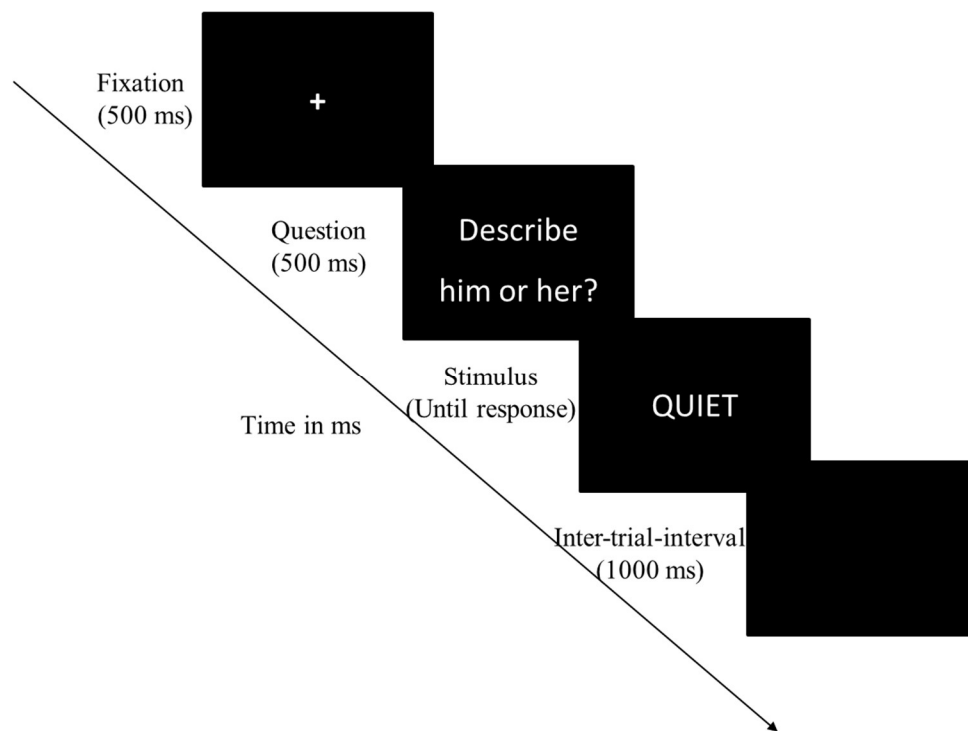 Fixation
(500 ms)
+
Question
(500 ms)
Describe
him or her?
Stimulus
(Until response)
QUIET
Time in ms
Inter-trial-interval
(1000 ms)